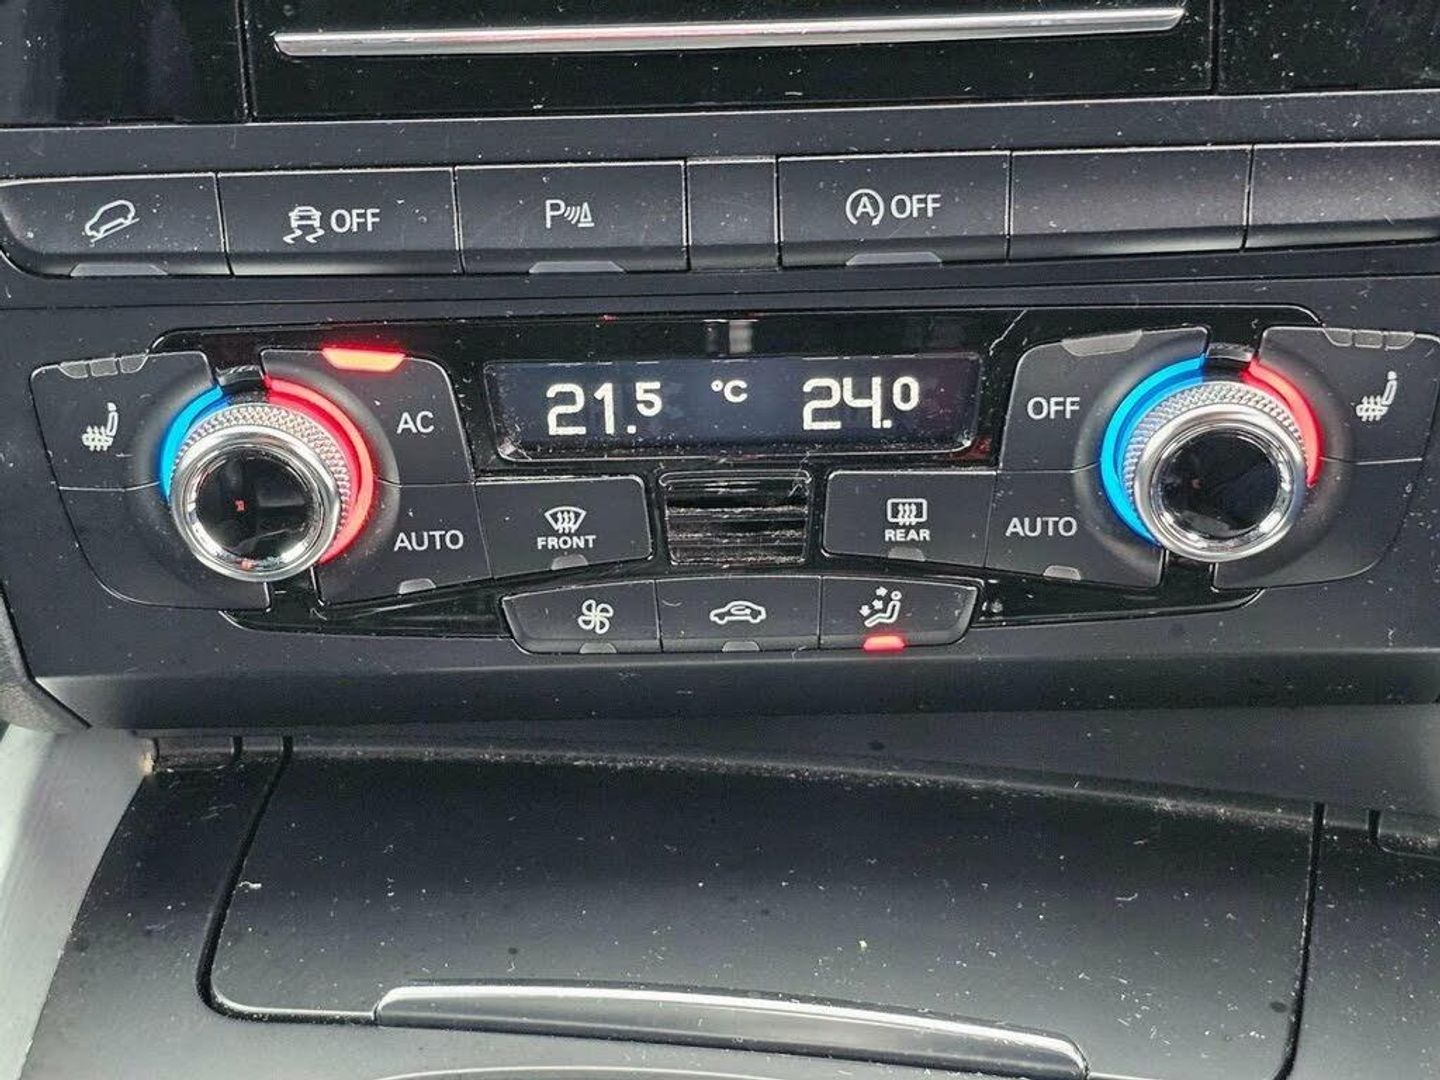 OFF P A OFF
AC 21.5 °C 24.0 OFF
AUTO FRONT REAR AUTO